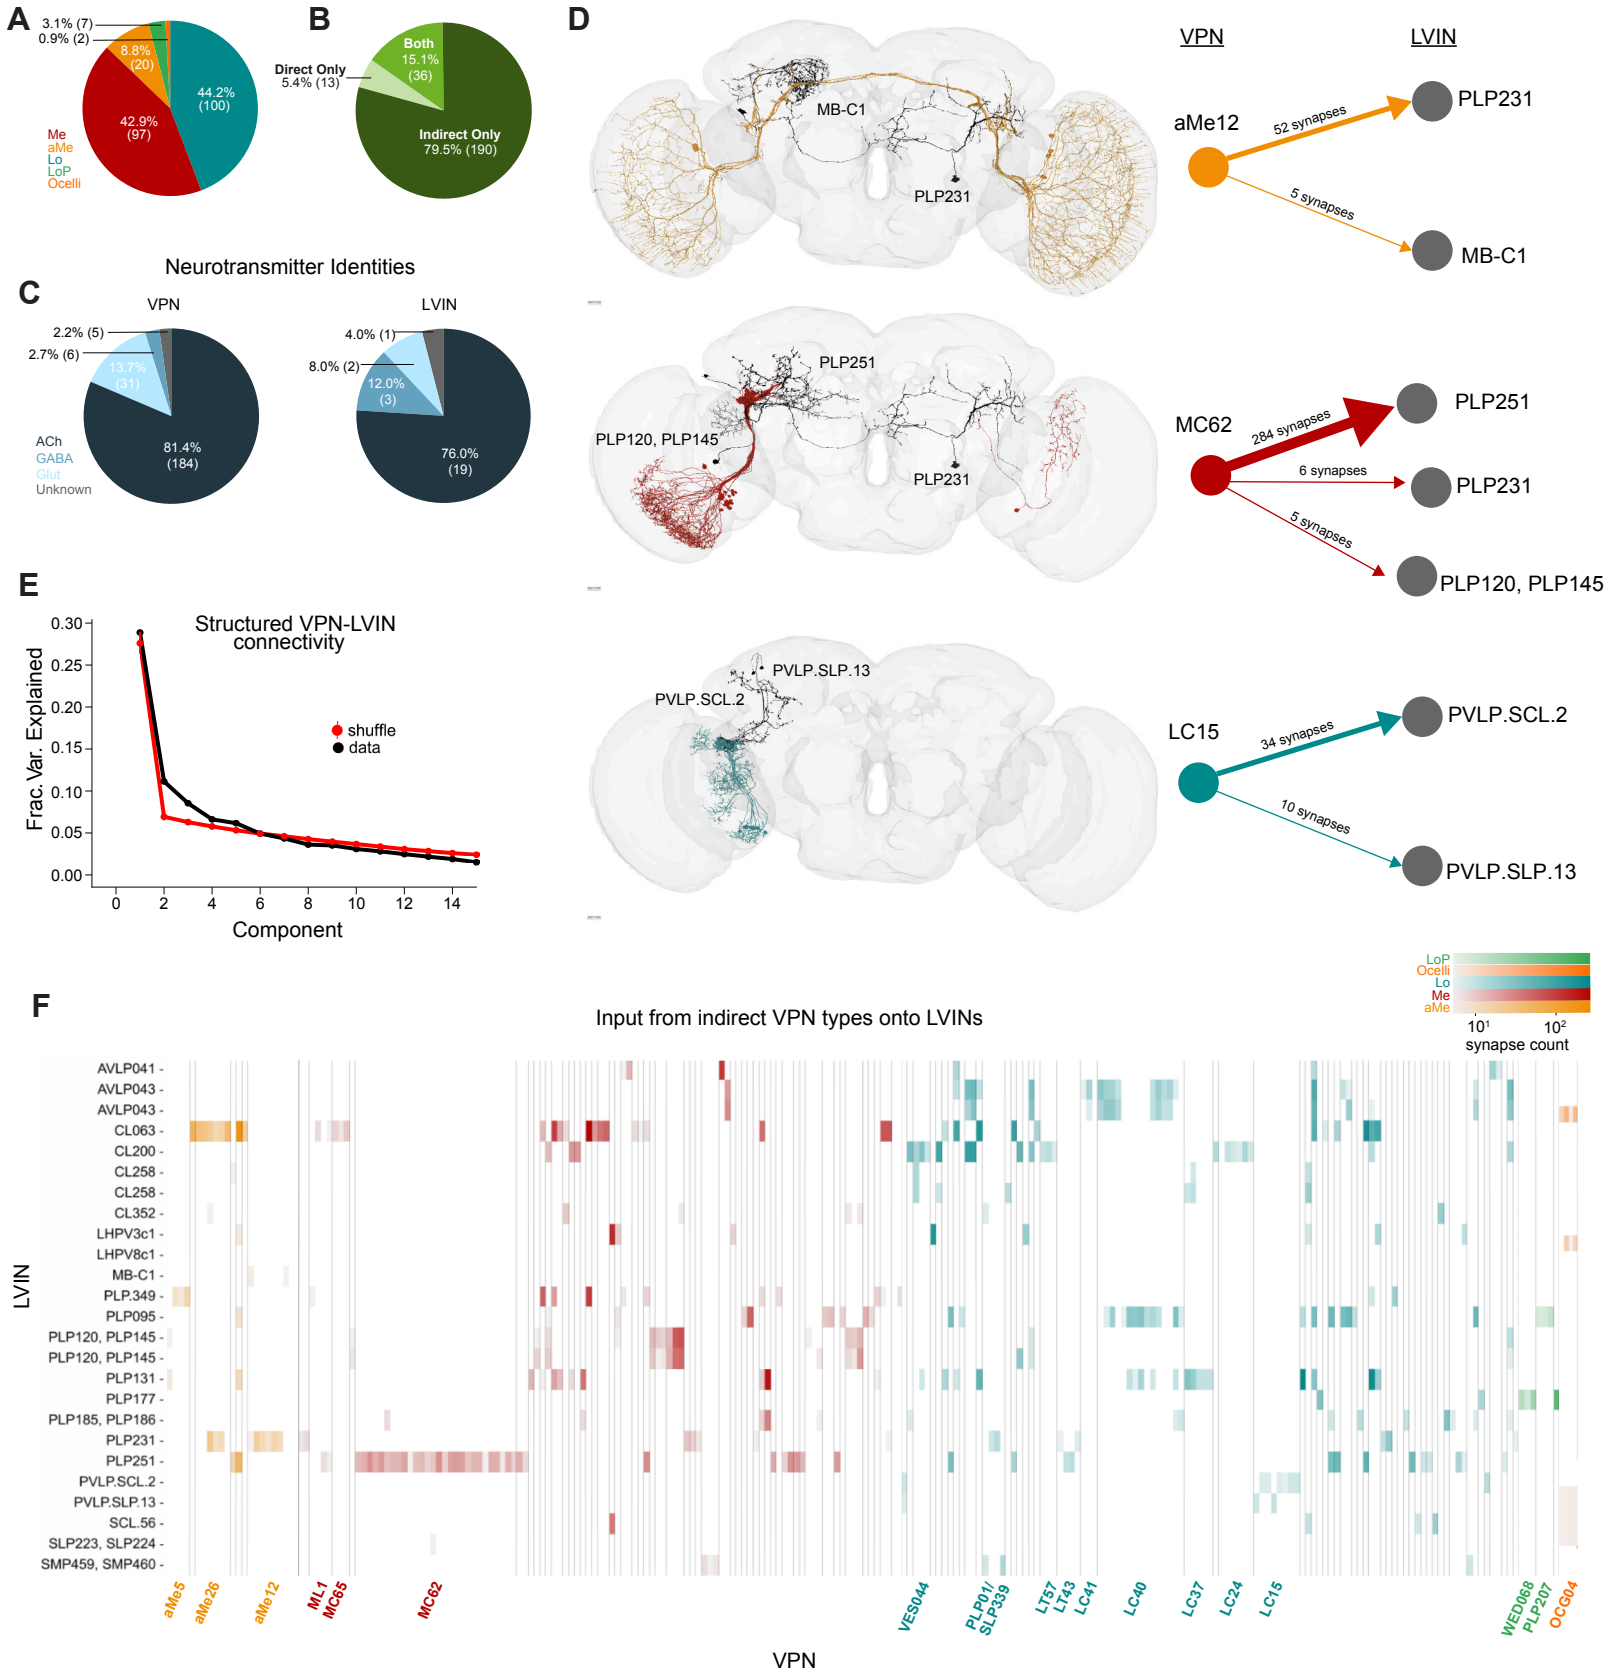 A
3.1% (7)
0.9% (2)
8.8%
(20)
44.2%
(100)
42.9%
(97)
Me
aMe
Lo
LoP
Ocelli
B
Both
15.1%
(36)
Direct Only
5.4% (13)
Indirect Only
79.5% (190)
Neurotransmitter Identities
C
VPN
2.2% (5)
2.7% (6)
13.7%
(31)
81.4%
(184)
ACh
GABA
Glut
Unknown
LVIN
4.0% (1)
8.0% (2)
12.0%
(3)
76.0%
(19)
D
MB-C1
PLP231
VPN
LVIN
aMe12
52 synapses
PLP231
5 synapses
MB-C1
PLP251
PLP120, PLP145
PLP231
MC62
284 synapses
PLP251
6 synapses
PLP231
5 synapses
PLP120, PLP145
PVLP.SLP.13
PVLP.SCL.2
LC15
34 synapses
PVLP.SCL.2
10 synapses
PVLP.SLP.13
E
Structured VPN-LVIN
connectivity
Frac. Var. Explained
0.30
0.25
0.20
0.15
0.10
0.05
0.00
shuffle
data
0 2 4 6 8 10 12 14
Component
F
Input from indirect VPN types onto LVINs
LoP
Ocelli
Lo
Me
aMe
10¹ 10²
synapse count
LVIN
AVLP041
AVLP043
AVLP043
CL063
CL200
CL258
CL258
CL352
LHPV3c1
LHPV8c1
MB-C1
PLP.349
PLP095
PLP120, PLP145
PLP120, PLP145
PLP131
PLP177
PLP185, PLP186
PLP231
PLP251
PVLP.SCL.2
PVLP.SLP.13
SCL.56
SLP223, SLP224
SMP459, SMP460
aMe5
aMe26
aMe12
ML1
MC65
MC62
VES044
PLP01/
SLP339
LT57
LT43
LC41
LC40
LC37
LC24
LC15
WED068
PLP207
OCG04
VPN